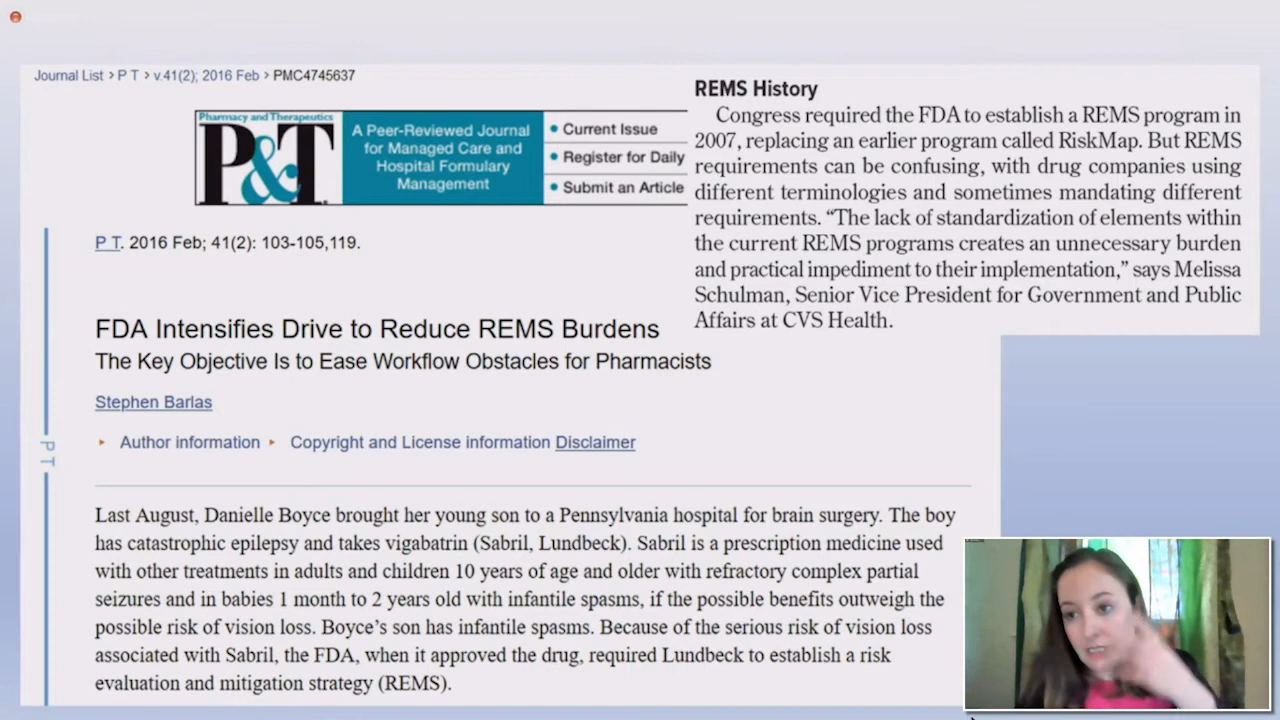 Journal List > P T > v.41(2); 2016 Feb > PMC4745637
Pharmacy and Therapeutics
P&T
A Peer-Reviewed Journal
for Managed Care and
Hospital Formulary
Management
• Current Issue
• Register for Daily
• Submit an Article
P T. 2016 Feb; 41(2): 103-105,119.
FDA Intensifies Drive to Reduce REMS Burdens
The Key Objective Is to Ease Workflow Obstacles for Pharmacists
Stephen Barlas
Author information Copyright and License information Disclaimer
P T
Last August, Danielle Boyce brought her young son to a Pennsylvania hospital for brain surgery. The boy
has catastrophic epilepsy and takes vigabatrin (Sabril, Lundbeck). Sabril is a prescription medicine used
with other treatments in adults and children 10 years of age and older with refractory complex partial
seizures and in babies 1 month to 2 years old with infantile spasms, if the possible benefits outweigh the
possible risk of vision loss. Boyce's son has infantile spasms. Because of the serious risk of vision loss
associated with Sabril, the FDA, when it approved the drug, required Lundbeck to establish a risk
evaluation and mitigation strategy (REMS).
REMS History
Congress required the FDA to establish a REMS program in
2007, replacing an earlier program called RiskMap. But REMS
requirements can be confusing, with drug companies using
different terminologies and sometimes mandating different
requirements. “The lack of standardization of elements within
the current REMS programs creates an unnecessary burden
and practical impediment to their implementation,” says Melissa
Schulman, Senior Vice President for Government and Public
Affairs at CVS Health.